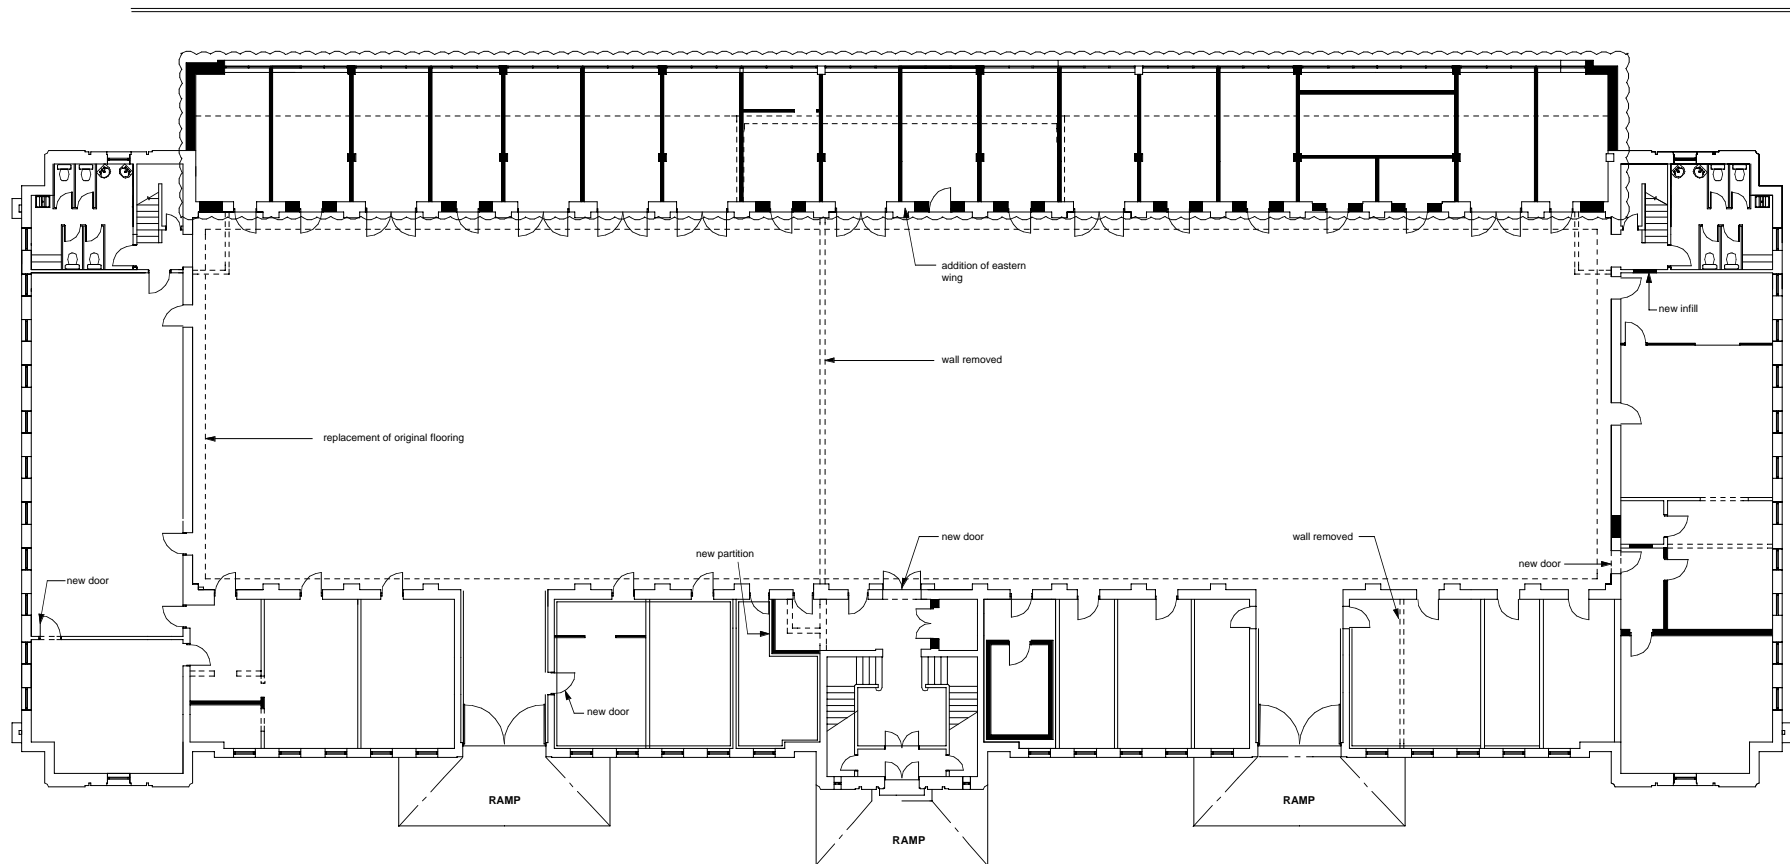 addition of eastern
wing
new infill
wall removed
replacement of original flooring
new partition
new door
wall removed
new door
new door
new door
RAMP
RAMP
RAMP